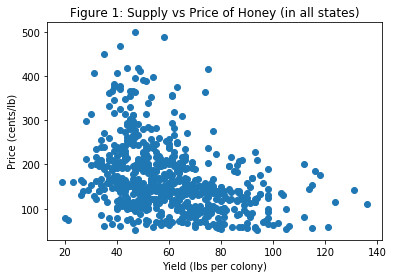 Figure 1: Supply vs Price of Honey (in all states)
500
400
300
200
100
Price (cents/lb)
20 40 60 80 100 120 140
Yield (lbs per colony)